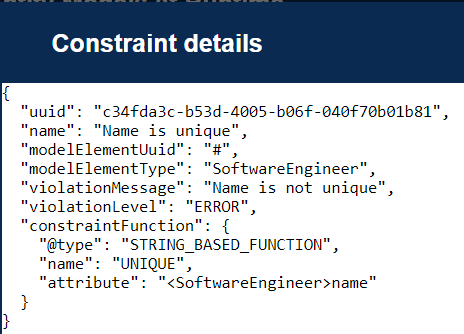 Constraint details
{
  "uuid": "c34fda3c-b53d-4005-b06f-040f70b01b81",
  "name": "Name is unique",
  "modelElementUuid": "#",
  "modelElementType": "SoftwareEngineer",
  "violationMessage": "Name is not unique",
  "violationLevel": "ERROR",
  "constraintFunction": {
    "@type": "STRING_BASED_FUNCTION",
    "name": "UNIQUE",
    "attribute": "<SoftwareEngineer>name"
  }
}